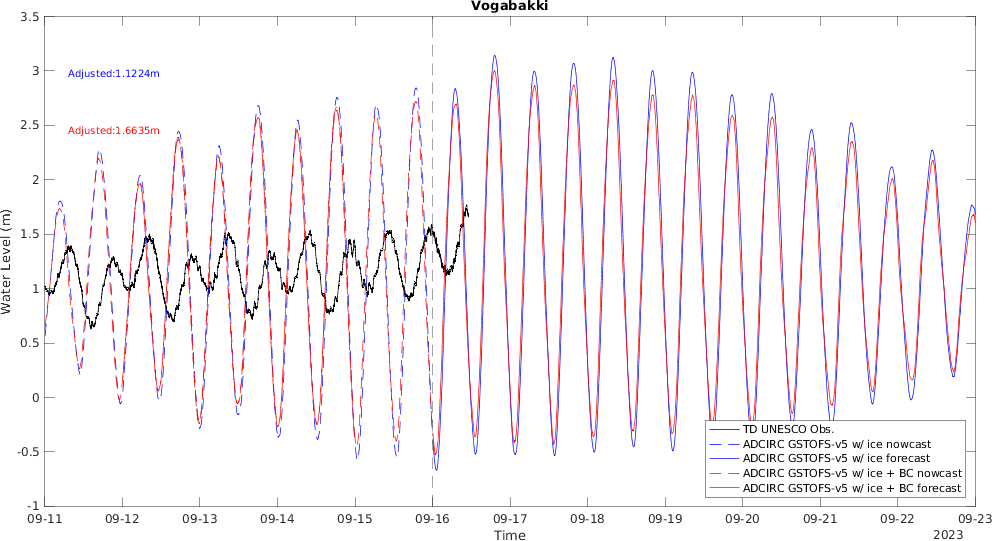 Vogabakki
3.5
3
2.5
2
1.5
1
0.5
0
-0.5
-1
Water Level (m)
Adjusted:1.1224m
Adjusted:1.6635m
TD UNESCO Obs.
ADCIRC GSTOFS-v5 w/ ice nowcast
ADCIRC GSTOFS-v5 w/ ice forecast
ADCIRC GSTOFS-v5 w/ ice + BC nowcast
ADCIRC GSTOFS-v5 w/ ice + BC forecast
09-11 09-12 09-13 09-14 09-15 09-16 09-17 09-18 09-19 09-20 09-21 09-22 09-23
Time
2023